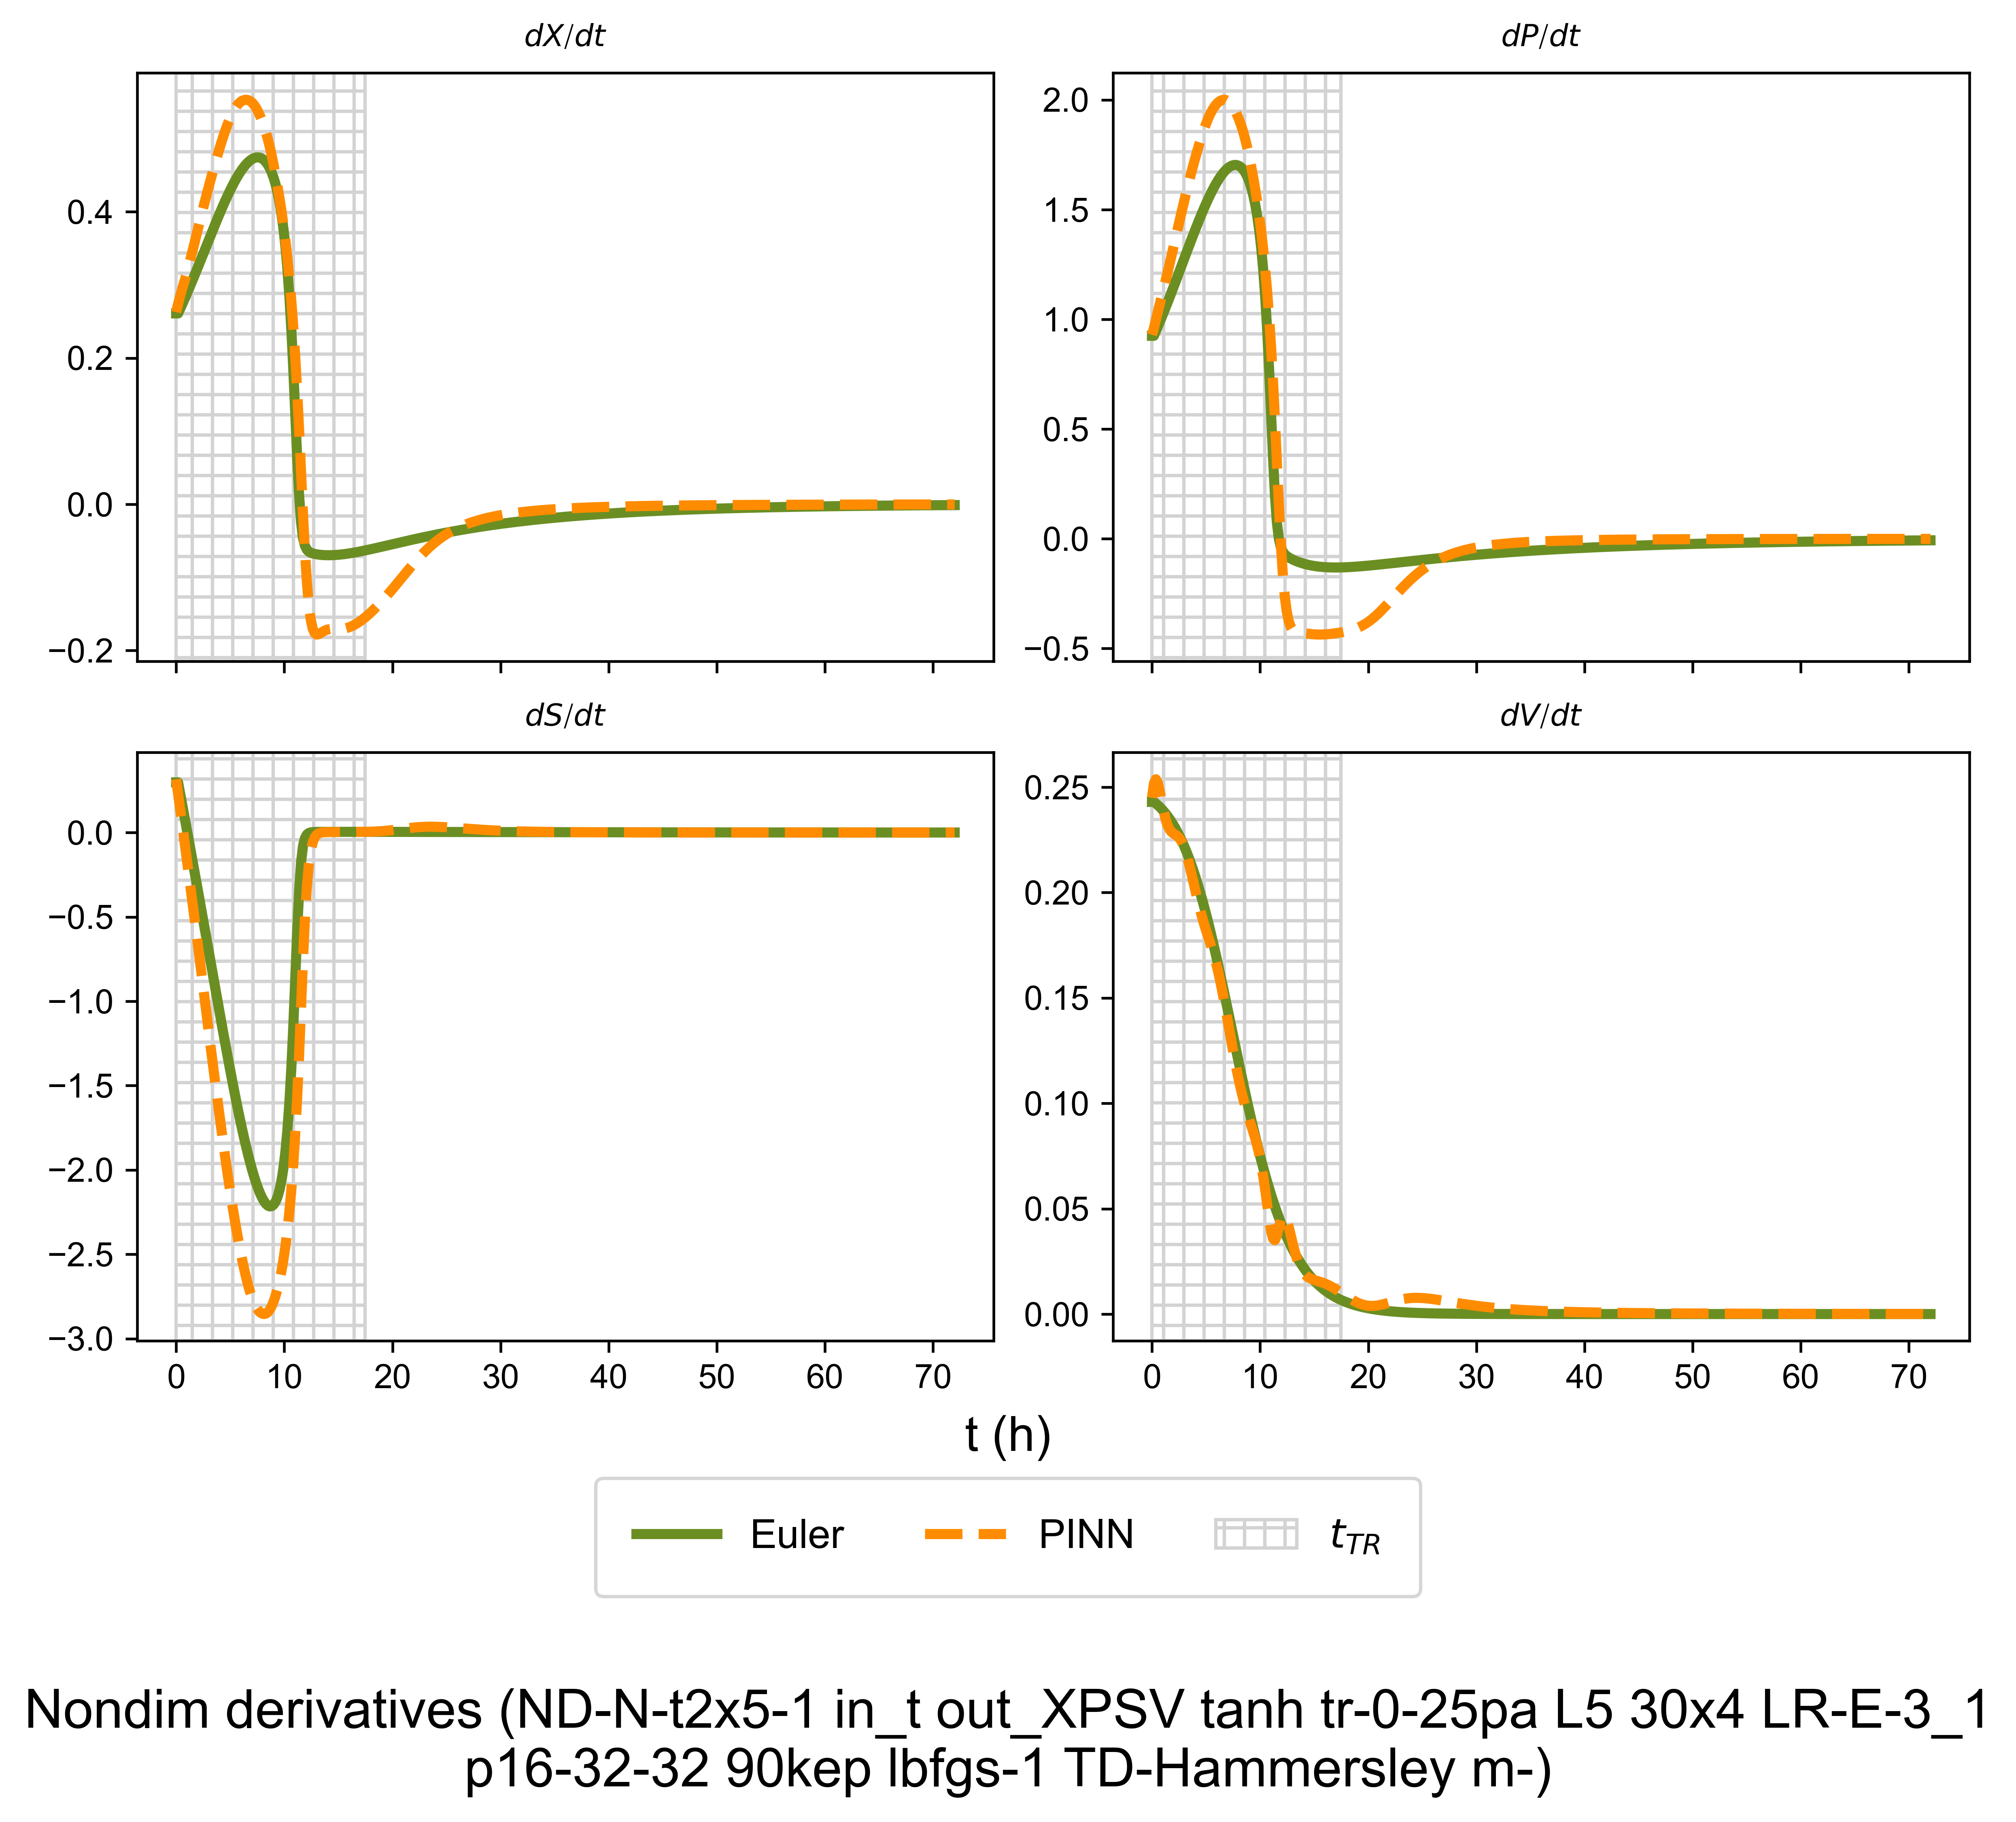 dX/dt
dP/dt
0.4
0.2
0.0
−0.2
2.0
1.5
1.0
0.5
0.0
−0.5
dS/dt
dV/dt
0.0
−0.5
−1.0
−1.5
−2.0
−2.5
−3.0
0 10 20 30 40 50 60 70
0.25
0.20
0.15
0.10
0.05
0.00
0 10 20 30 40 50 60 70
t (h)
Euler PINN t_TR
Nondim derivatives (ND-N-t2x5-1 in_t out_XPSV tanh tr-0-25pa L5 30x4 LR-E-3_1
p16-32-32 90kep lbfgs-1 TD-Hammersley m-)